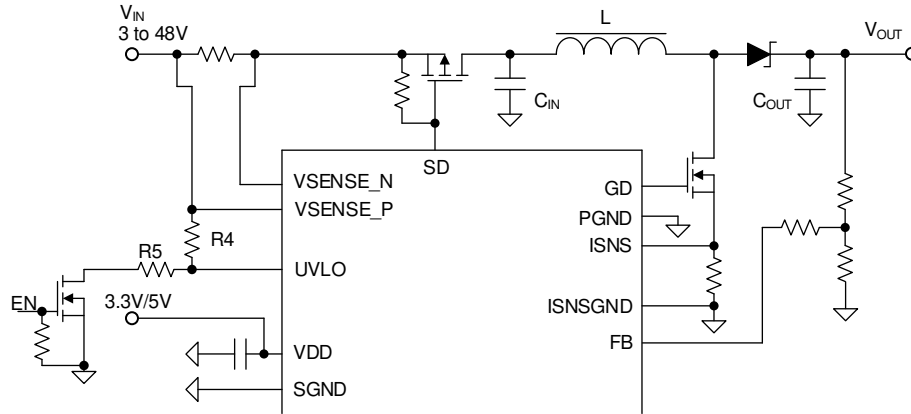 V_IN
3 to 48V
L
V_OUT
C_IN
C_OUT
SD
VSENSE_N
VSENSE_P
GD
PGND
R4
R5
UVLO
ISNS
EN
3.3V/5V
ISNSGND
VDD
FB
SGND